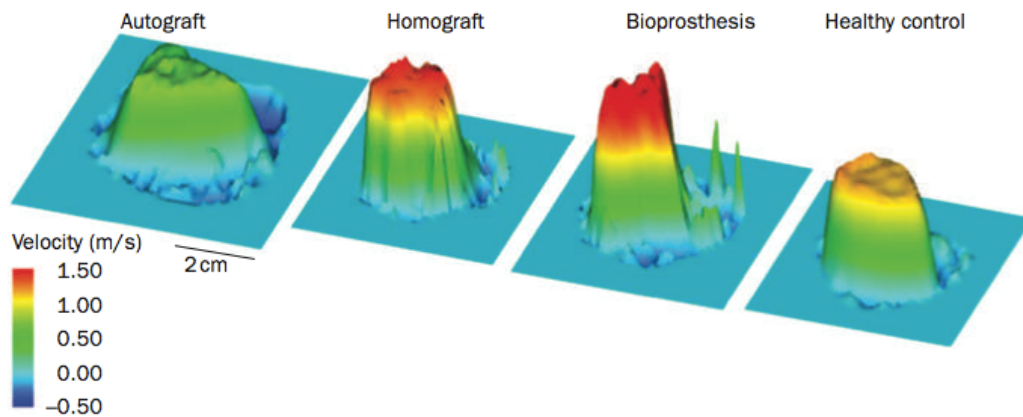 Autograft
Homograft
Bioprosthesis
Healthy control
Velocity (m/s)
2 cm
1.50
1.00
0.50
0.00
–0.50